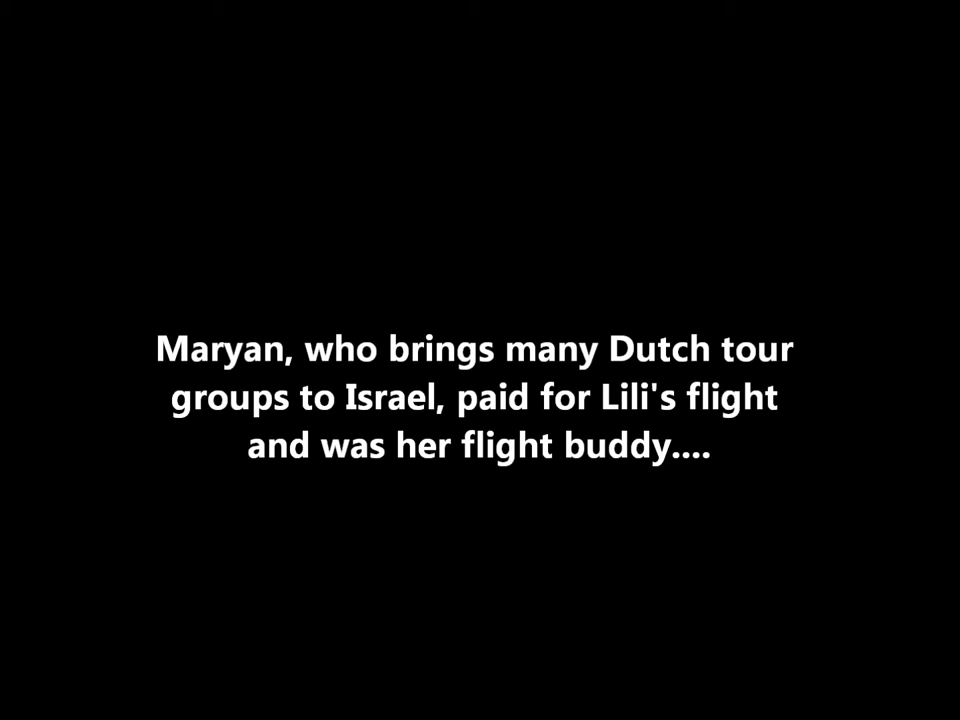 Maryan, who brings many Dutch tour
groups to Israel, paid for Lili's flight
and was her flight buddy....